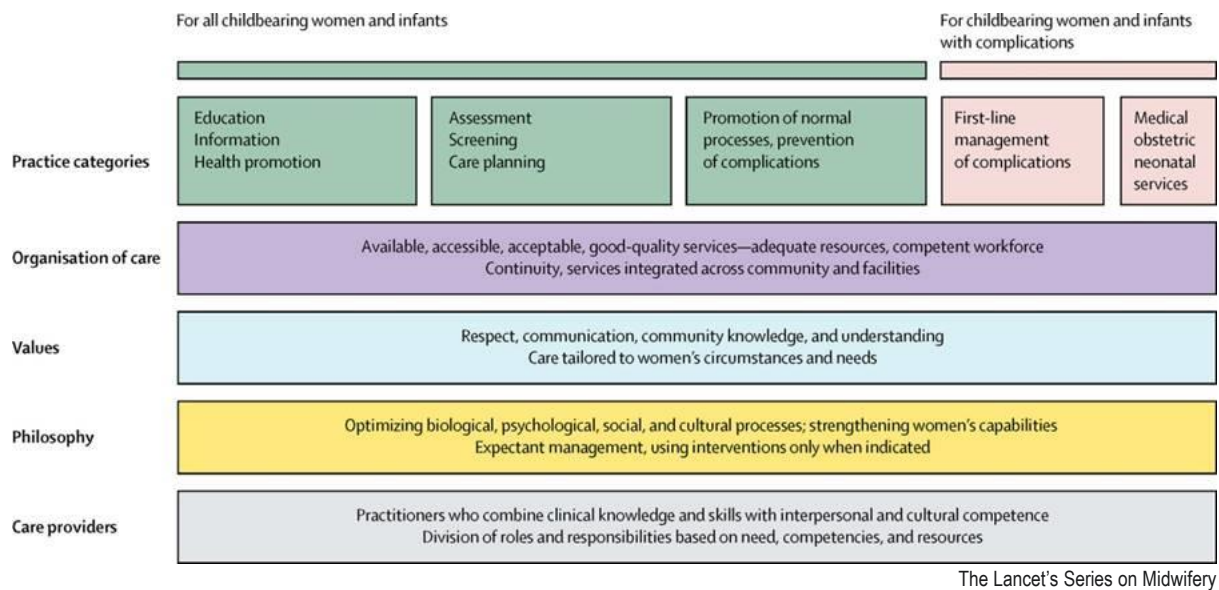 For all childbearing women and infants
For childbearing women and infants
with complications
Practice categories
Education
Information
Health promotion
Assessment
Screening
Care planning
Promotion of normal
processes, prevention
of complications
First-line
management
of complications
Medical
obstetric
neonatal
services
Organisation of care
Available, accessible, acceptable, good-quality services—adequate resources, competent workforce
Continuity, services integrated across community and facilities
Values
Respect, communication, community knowledge, and understanding
Care tailored to women's circumstances and needs
Philosophy
Optimizing biological, psychological, social, and cultural processes; strengthening women's capabilities
Expectant management, using interventions only when indicated
Care providers
Practitioners who combine clinical knowledge and skills with interpersonal and cultural competence
Division of roles and responsibilities based on need, competencies, and resources
The Lancet's Series on Midwifery